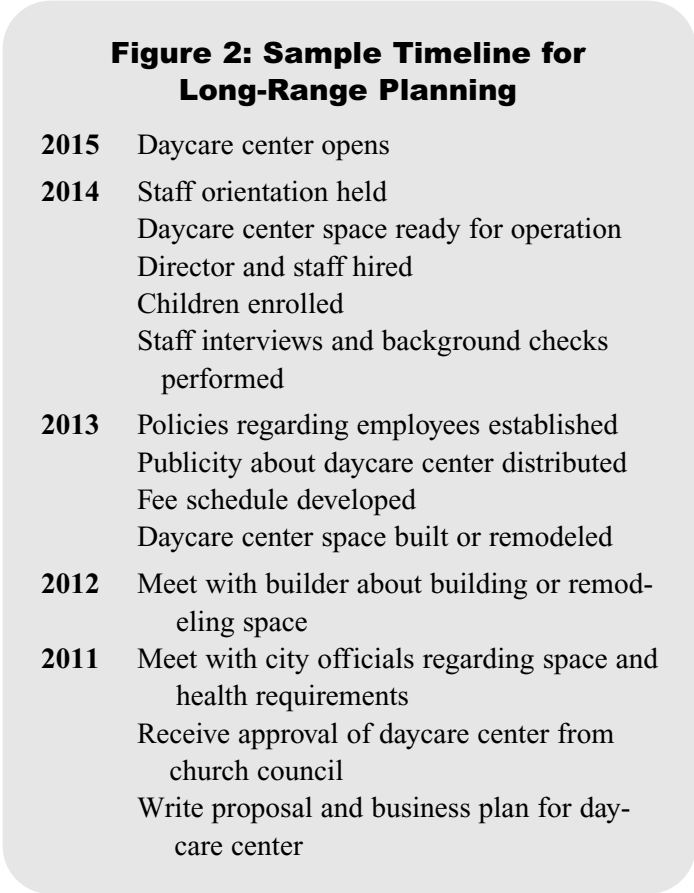 Figure 2: Sample Timeline for
Long-Range Planning
2015 Daycare center opens
2014 Staff orientation held
Daycare center space ready for operation
Director and staff hired
Children enrolled
Staff interviews and background checks
performed
2013 Policies regarding employees established
Publicity about daycare center distributed
Fee schedule developed
Daycare center space built or remodeled
2012 Meet with builder about building or remod-
eling space
2011 Meet with city officials regarding space and
health requirements
Receive approval of daycare center from
church council
Write proposal and business plan for day-
care center